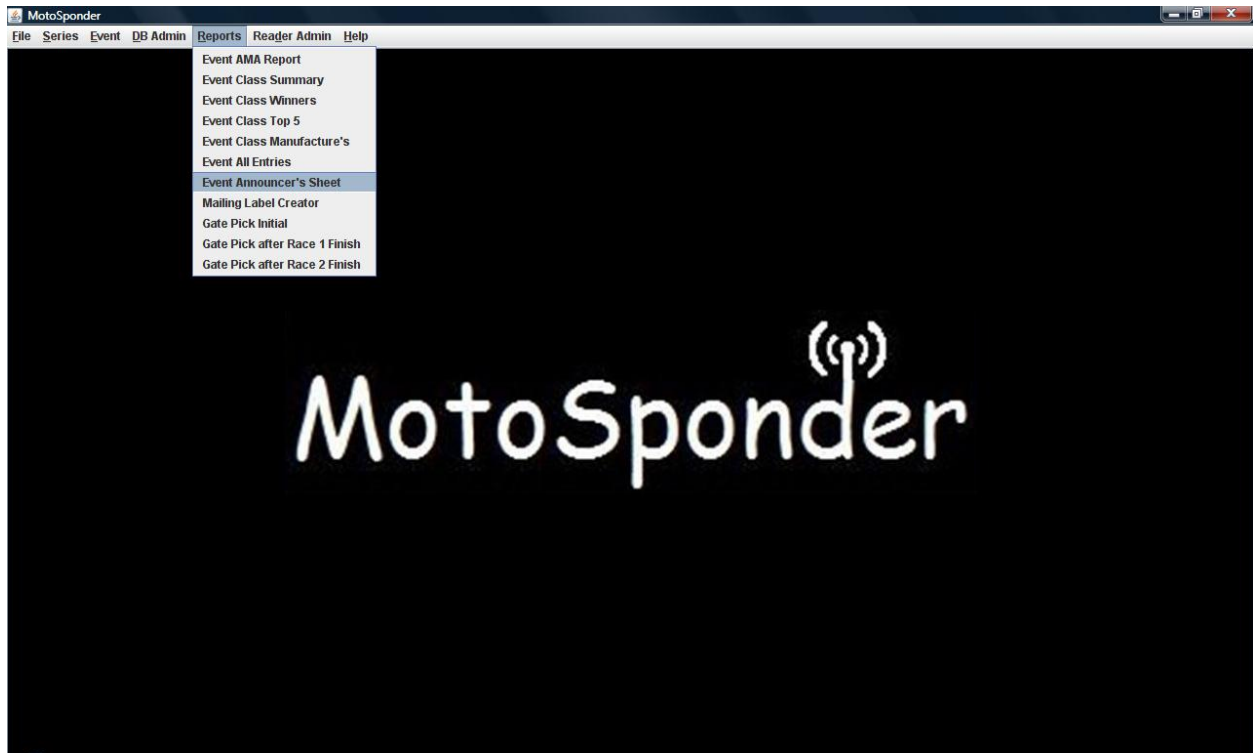 MotoSponder
File Series Event DB Admin Reports Reader Admin Help
Event AMA Report
Event Class Summary
Event Class Winners
Event Class Top 5
Event Class Manufacture's
Event All Entries
Event Announcer's Sheet
Mailing Label Creator
Gate Pick Initial
Gate Pick after Race 1 Finish
Gate Pick after Race 2 Finish
MotoSponder